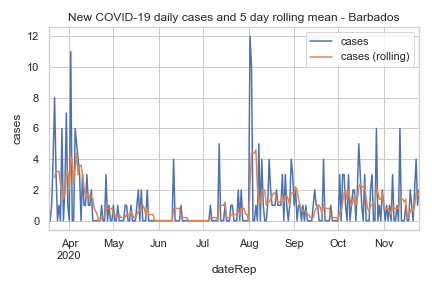 New COVID-19 daily cases and 5 day rolling mean - Barbados
cases
cases (rolling)
12
10
8
6
4
2
0
cases
Apr
2020
May
Jun
Jul
Aug
Sep
Oct
Nov
dateRep